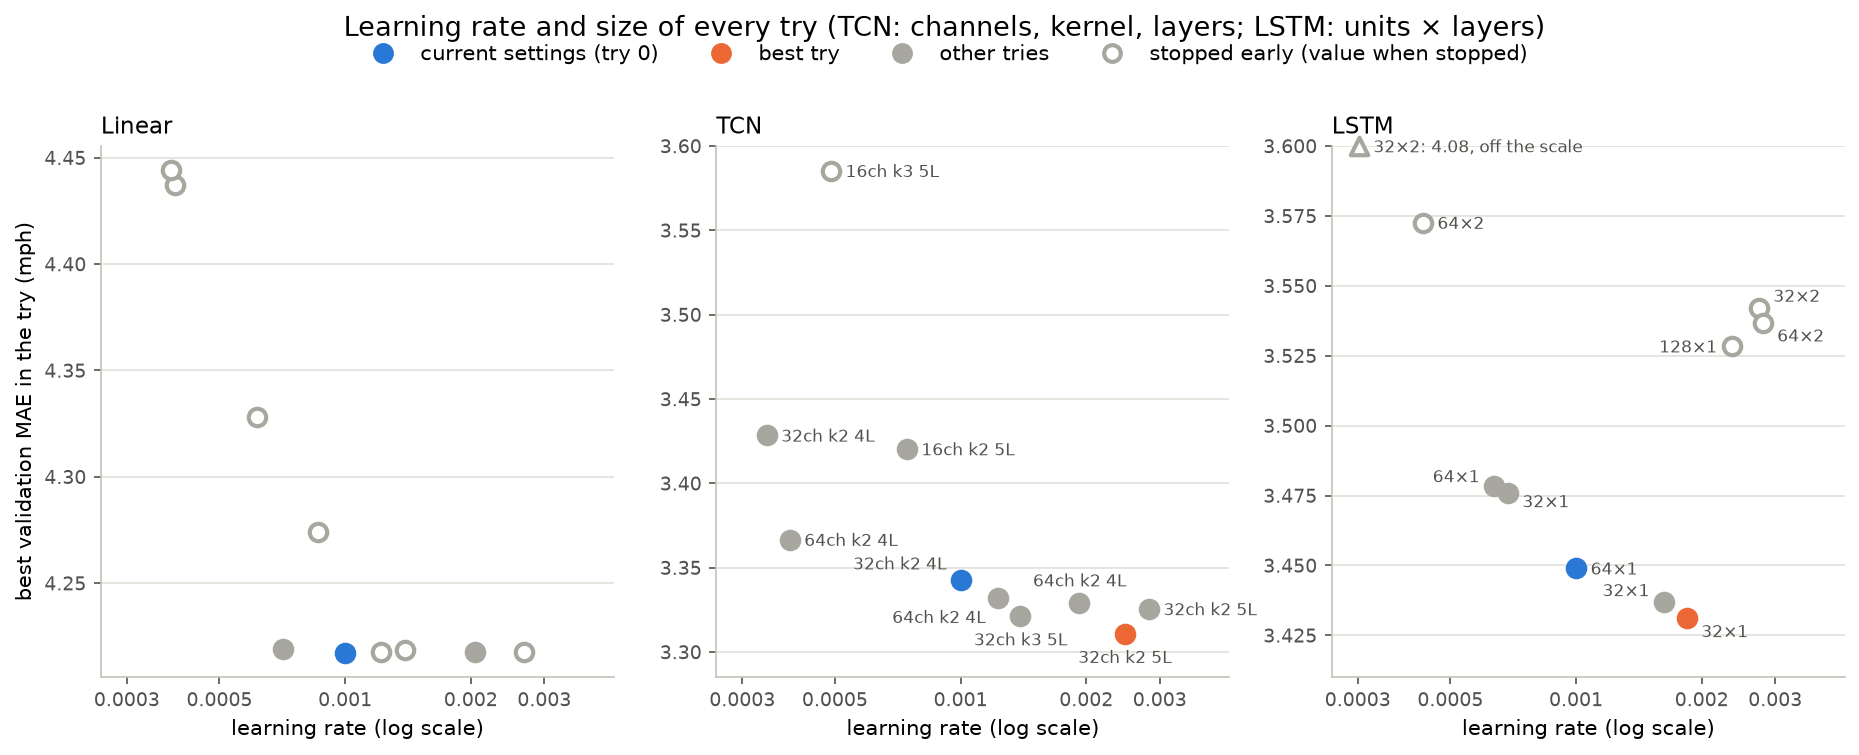 Learning rate and size of every try (TCN: channels, kernel, layers; LSTM: units × layers)
current settings (try 0)
best try
other tries
stopped early (value when stopped)
Linear
best validation MAE in the try (mph)
4.45
4.40
4.35
4.30
4.25
0.0003
0.0005
0.001
0.002
0.003
learning rate (log scale)
TCN
3.60
3.55
3.50
3.45
3.40
3.35
3.30
16ch k3 5L
32ch k2 4L
16ch k2 5L
64ch k2 4L
32ch k2 4L
64ch k2 4L
64ch k2 4L
32ch k2 5L
32ch k3 5L
32ch k2 5L
0.0003
0.0005
0.001
0.002
0.003
learning rate (log scale)
LSTM
3.600
3.575
3.550
3.525
3.500
3.475
3.450
3.425
32×2: 4.08, off the scale
64×2
32×2
64×2
128×1
64×1
32×1
64×1
32×1
32×1
0.0003
0.0005
0.001
0.002
0.003
learning rate (log scale)